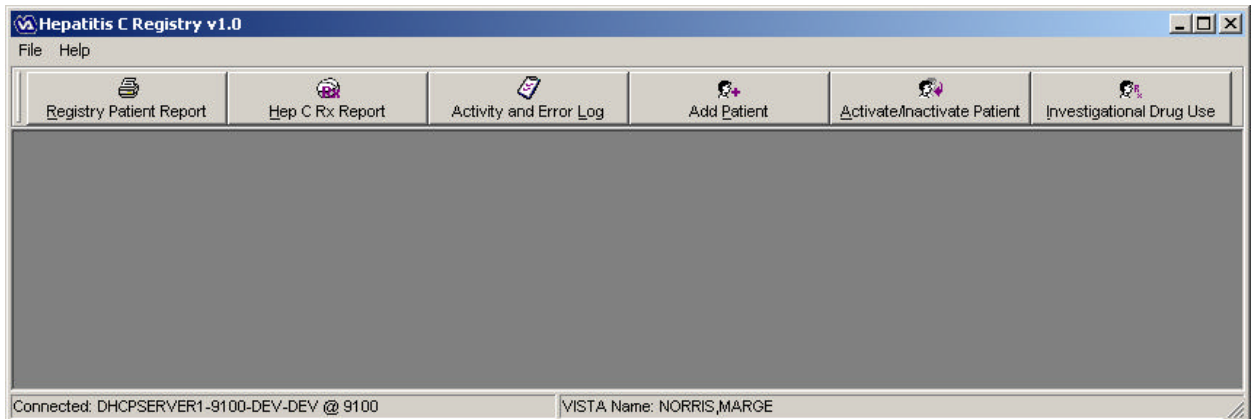 Hepatitis C Registry v1.0
File Help
Registry Patient Report Hep C Rx Report Activity and Error Log Add Patient Activate/Inactivate Patient Investigational Drug Use
Connected: DHCPSERVER1-9100-DEV-DEV @ 9100 VISTA Name: NORRIS,MARGE